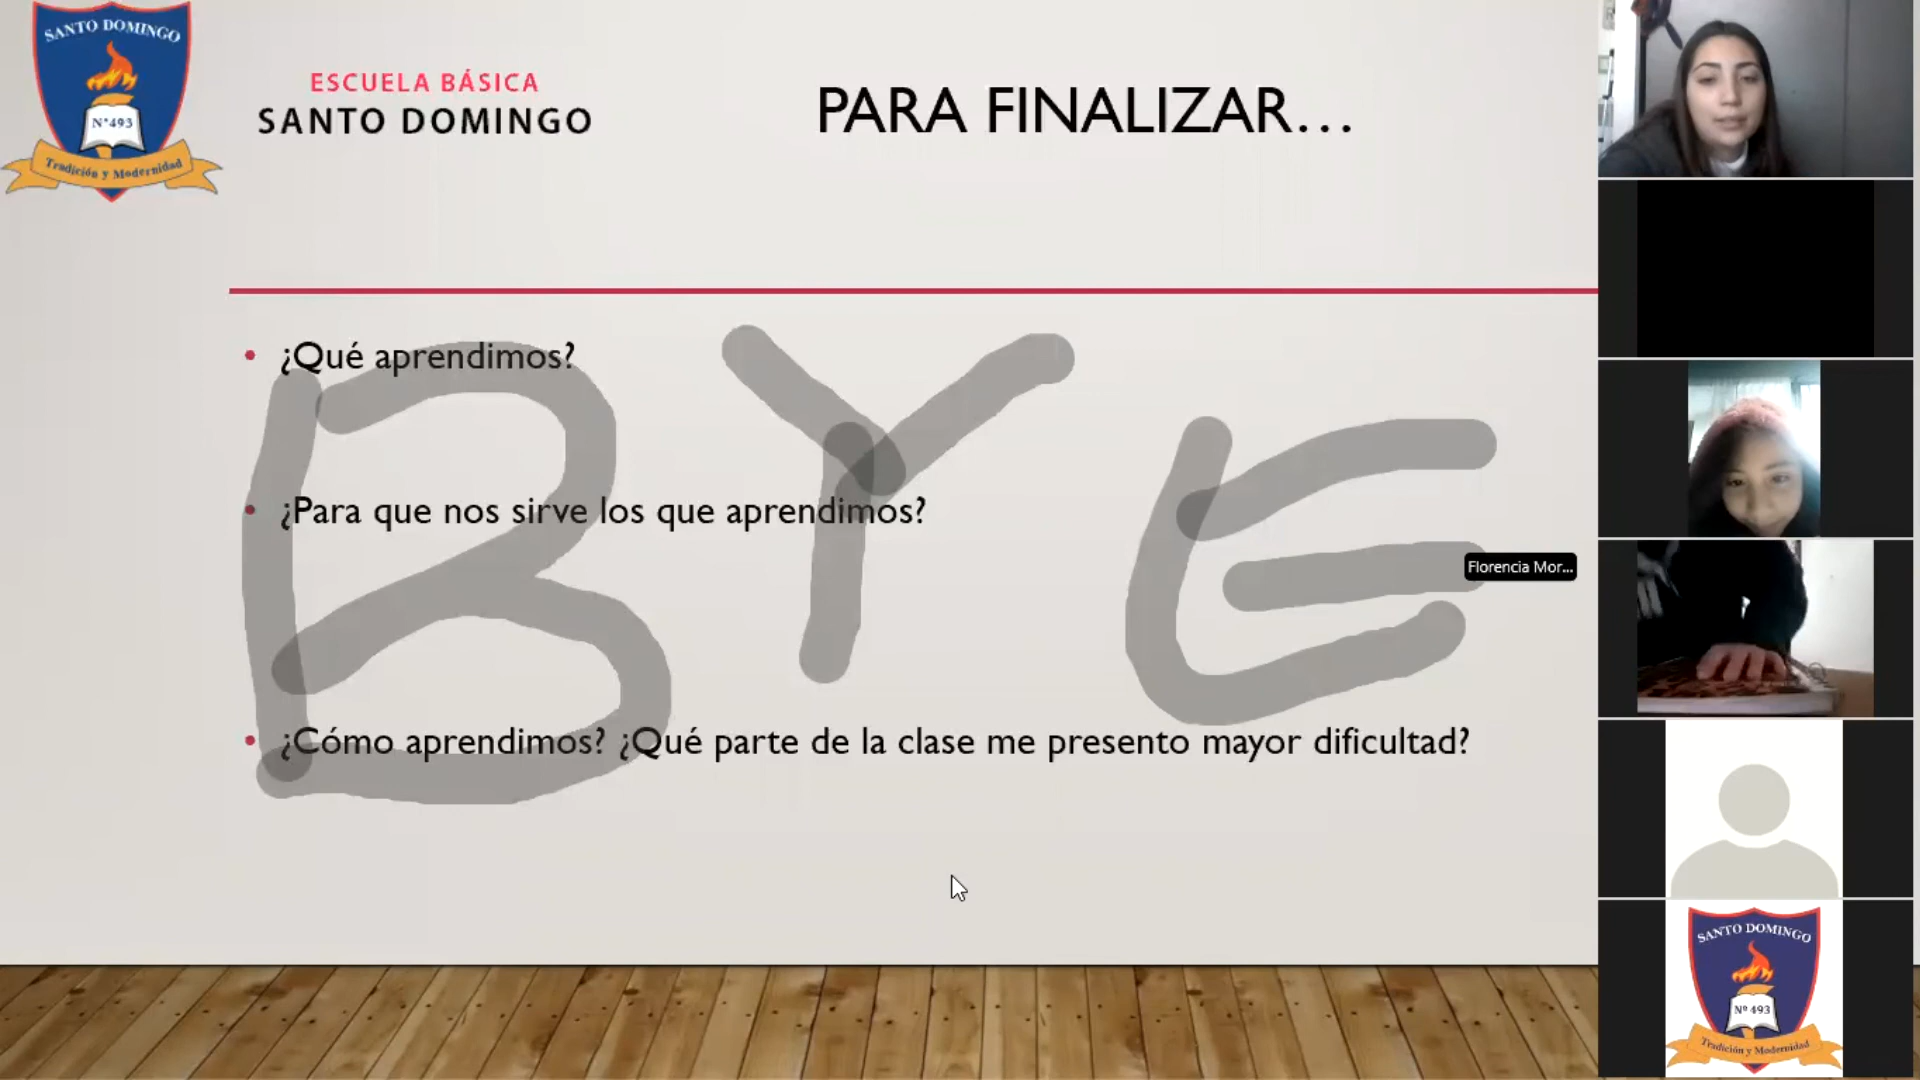 SANTO DOMINGO
N°493
Tradición y Modernidad
ESCUELA BÁSICA
SANTO DOMINGO
PARA FINALIZAR...
• ¿Qué aprendimos?
• ¿Para que nos sirve los que aprendimos?
• ¿Cómo aprendimos? ¿Qué parte de la clase me presento mayor dificultad?
BYE
Florencia Mor...
SANTO DOMINGO
Nº 493
Tradición y Modernidad